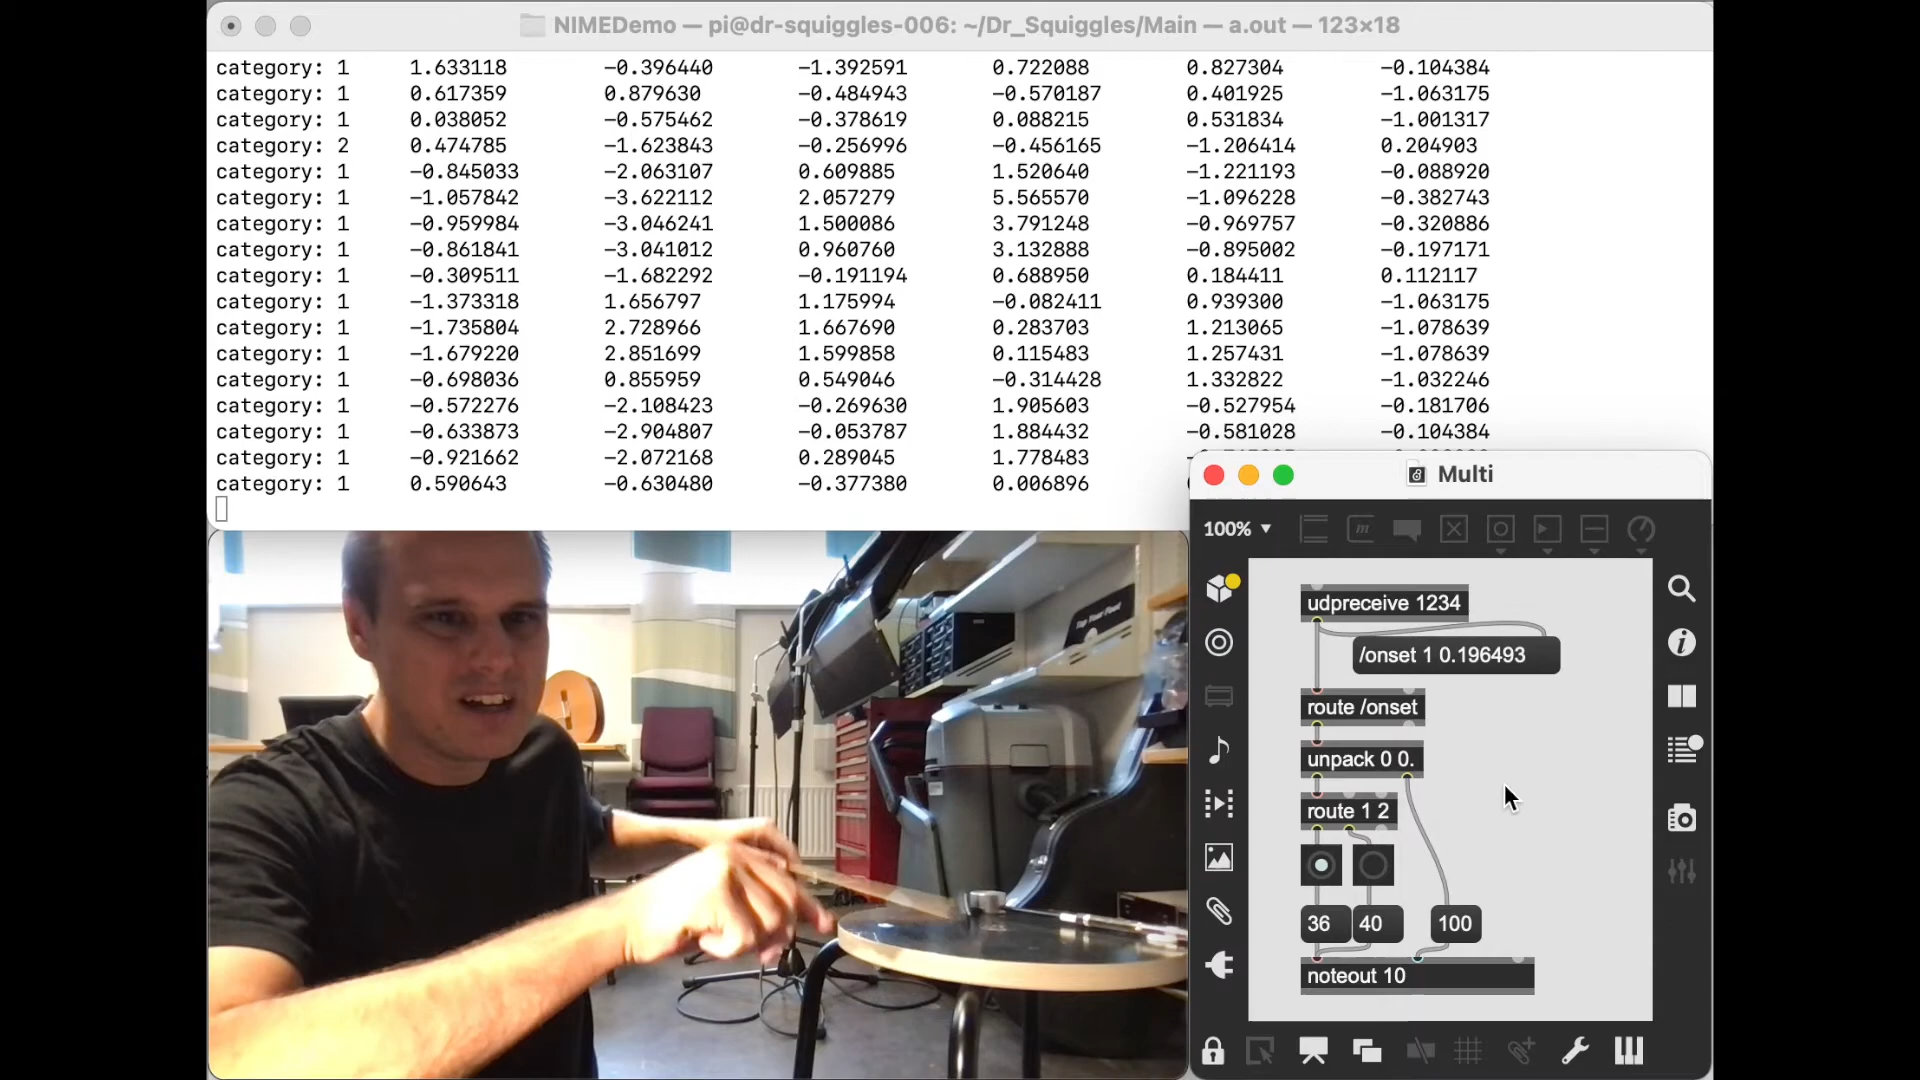 NIMEDemo — pi@dr-squiggles-006: ~/Dr_Squiggles/Main — a.out — 123×18
category: 1 1.633118 −0.396440 −1.392591 0.722088 0.827304 −0.104384
category: 1 0.617359 0.879630 −0.484943 −0.570187 0.401925 −1.063175
category: 1 0.038052 −0.575462 −0.378619 0.088215 0.531834 −1.001317
category: 2 0.474785 −1.623843 −0.256996 −0.456165 −1.206414 0.204903
category: 1 −0.845033 −2.063107 0.609885 1.520640 −1.221193 −0.088920
category: 1 −1.057842 −3.622112 2.057279 5.565570 −1.096228 −0.382743
category: 1 −0.959984 −3.046241 1.500086 3.791248 −0.969757 −0.320886
category: 1 −0.861841 −3.041012 0.960760 3.132888 −0.895002 −0.197171
category: 1 −0.309511 −1.682292 −0.191194 0.688950 0.184411 0.112117
category: 1 −1.373318 1.656797 1.175994 −0.082411 0.939300 −1.063175
category: 1 −1.735804 2.728966 1.667690 0.283703 1.213065 −1.078639
category: 1 −1.679220 2.851699 1.599858 0.115483 1.257431 −1.078639
category: 1 −0.698036 0.855959 0.549046 −0.314428 1.332822 −1.032246
category: 1 −0.572276 −2.108423 −0.269630 1.905603 −0.527954 −0.181706
category: 1 −0.633873 −2.904807 −0.053787 1.884432 −0.581028 −0.104384
category: 1 −0.921662 −2.072168 0.289045 1.778483
category: 1 0.590643 −0.630480 −0.377380 0.006896
Multi
100%
udpreceive 1234
/onset 1 0.196493
route /onset
unpack 0 0.
route 1 2
36 40 100
noteout 10